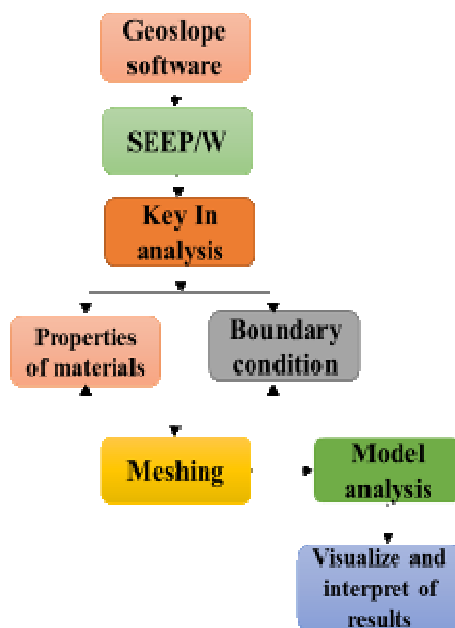 Geoslope
software
SEEP/W
Key In
analysis
Properties
of materials
Boundary
condition
Meshing
Model
analysis
Visualize and
interpret of
results